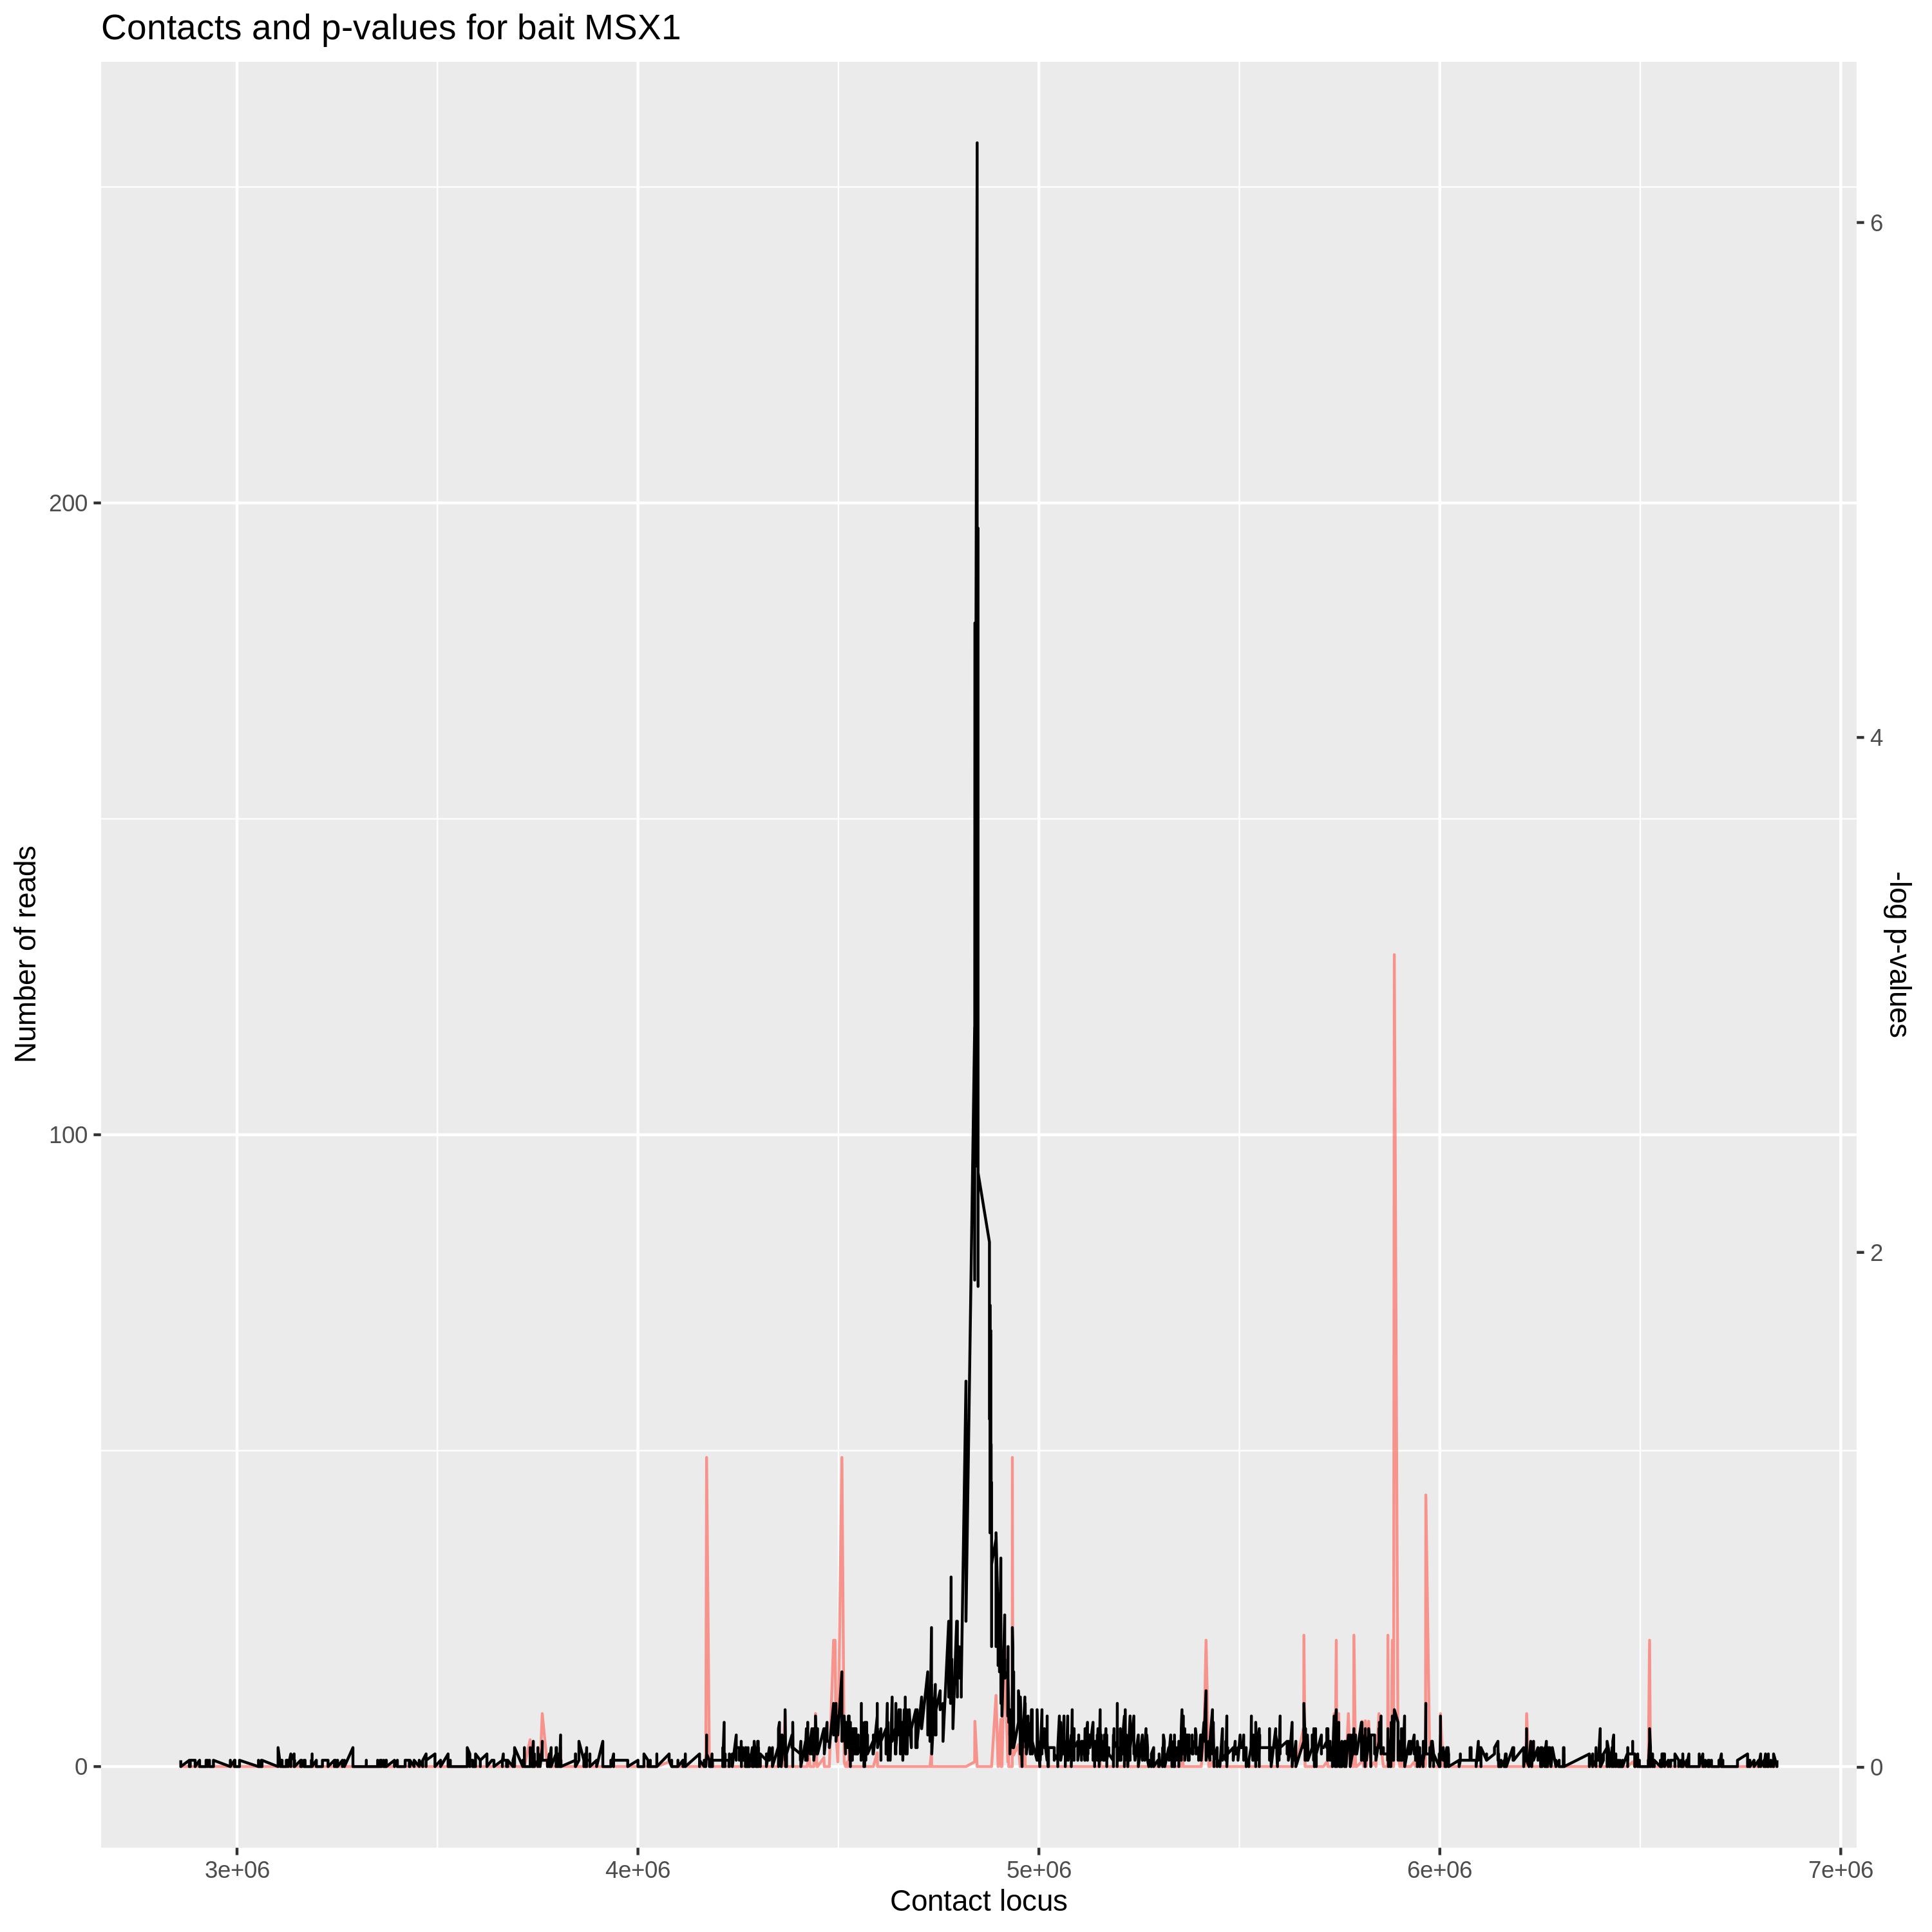 Contacts and p-values for bait MSX1
6
200
4
Number of reads
-log p-values
100
2
0
0
3e+06
4e+06
5e+06
6e+06
7e+06
Contact locus